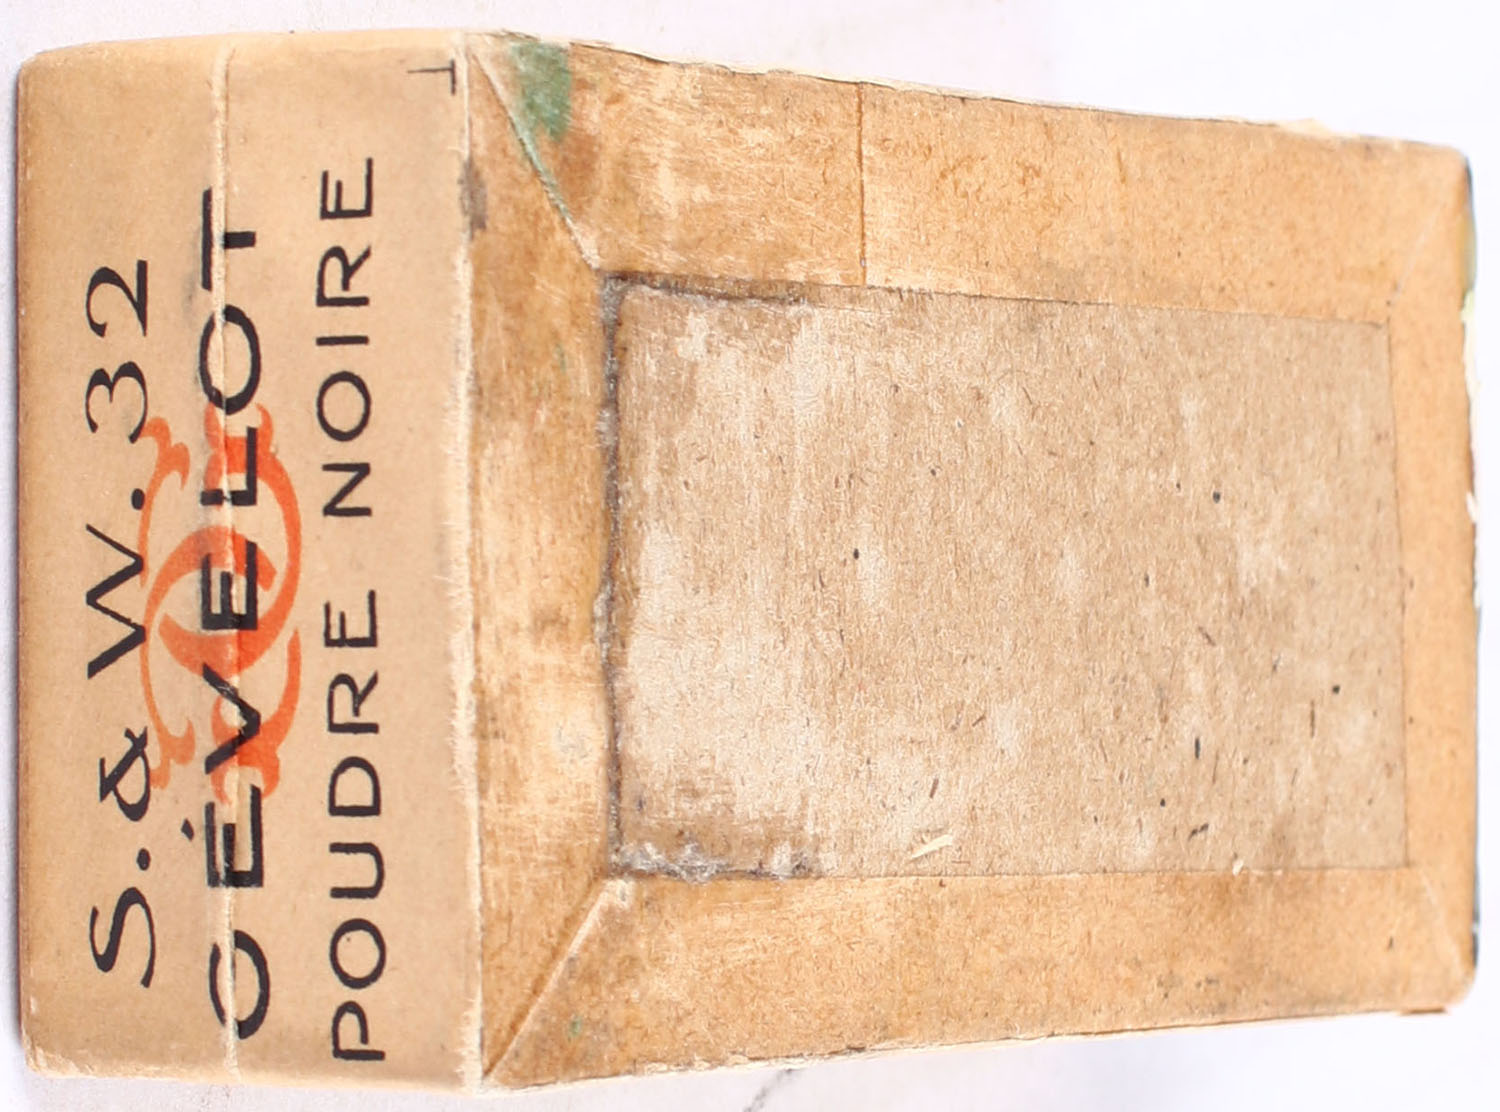 S. & W. 32
GÉVELOT
POUDRE NOIRE